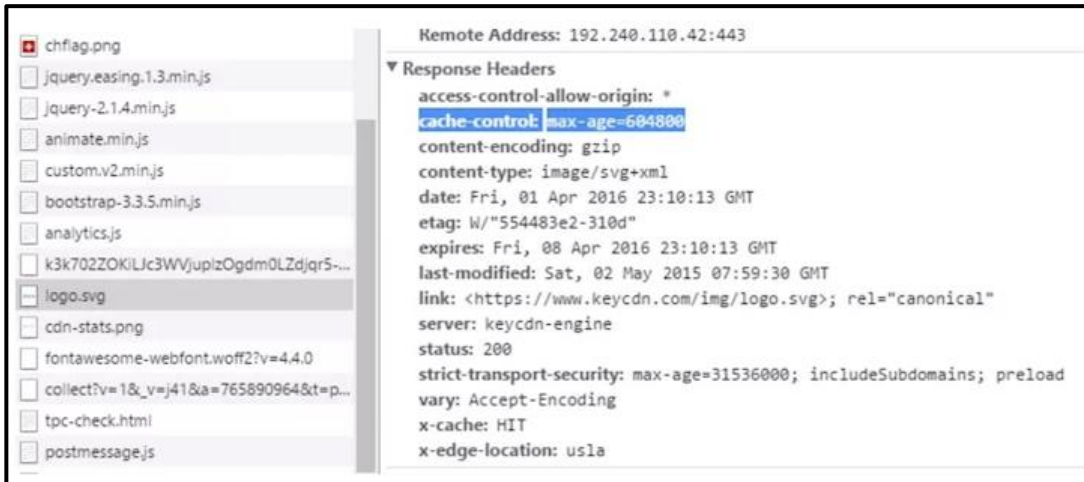 chflag.png
jquery.easing.1.3.min.js
jquery-2.1.4.min.js
animate.min.js
custom.v2.min.js
bootstrap-3.3.5.min.js
analytics.js
k3k702ZOKiLJc3WVjuplzOgdm0LZdjqr5-...
logo.svg
cdn-stats.png
fontawesome-webfont.woff2?v=4.4.0
collect?v=1&_v=j41&a=765890964&t=p...
tpc-check.html
postmessage.js
Remote Address: 192.240.110.42:443
Response Headers
access-control-allow-origin: *
cache-control: max-age=604800
content-encoding: gzip
content-type: image/svg+xml
date: Fri, 01 Apr 2016 23:10:13 GMT
etag: W/"554483e2-310d"
expires: Fri, 08 Apr 2016 23:10:13 GMT
last-modified: Sat, 02 May 2015 07:59:30 GMT
link: <https://www.keycdn.com/img/logo.svg>; rel="canonical"
server: keycdn-engine
status: 200
strict-transport-security: max-age=31536000; includeSubdomains; preload
vary: Accept-Encoding
x-cache: HIT
x-edge-location: usla